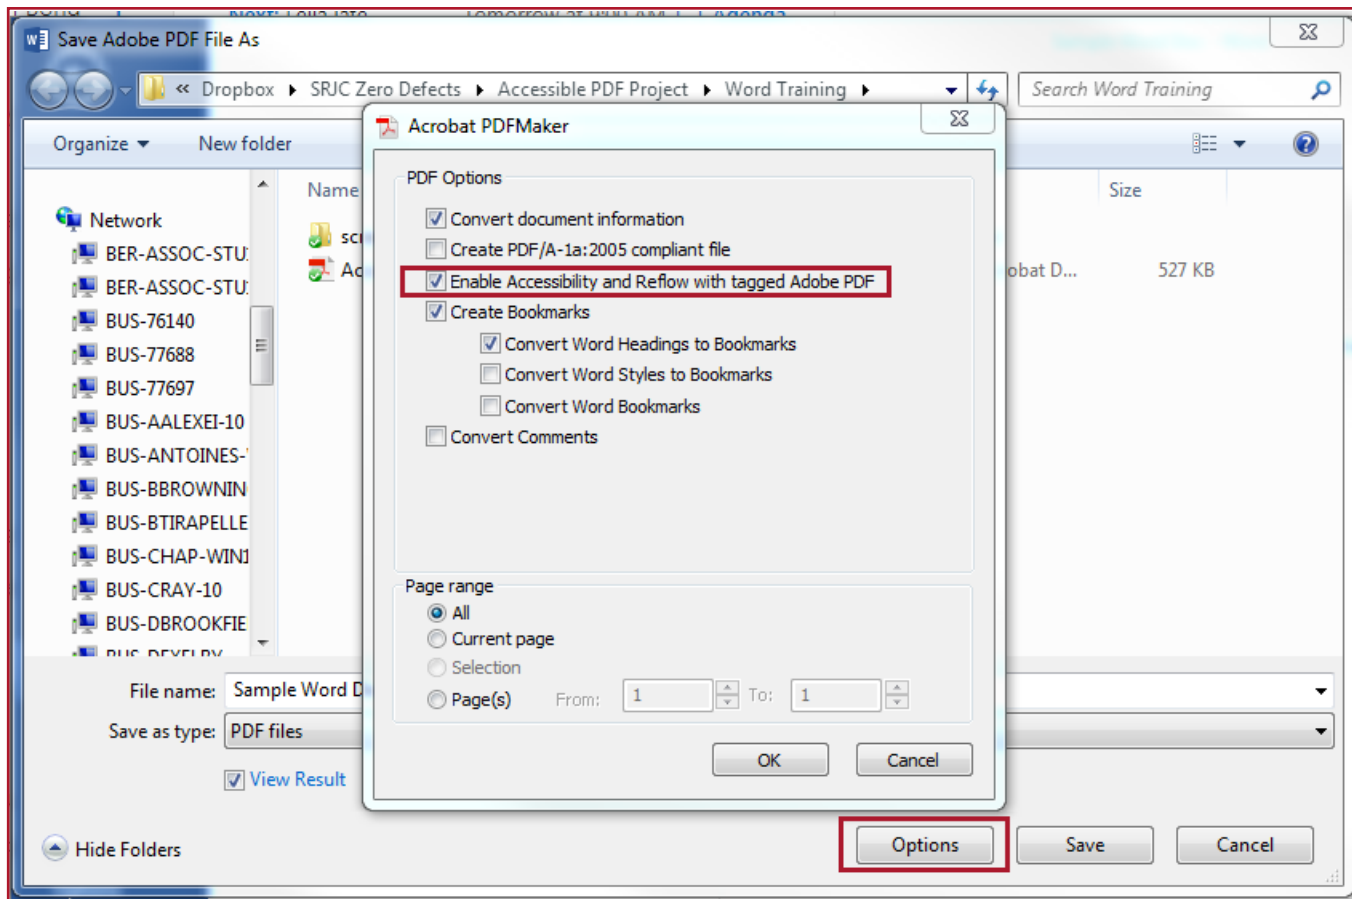 Save Adobe PDF File As
« Dropbox ▸ SRJC Zero Defects ▸ Accessible PDF Project ▸ Word Training ▸
Search Word Training
Organize
New folder
Name
Size
Network
BER-ASSOC-STU
BER-ASSOC-STU
BUS-76140
BUS-77688
BUS-77697
BUS-AALEXEI-10
BUS-ANTOINES-
BUS-BBROWNIN
BUS-BTIRAPELLE
BUS-CHAP-WIN1
BUS-CRAY-10
BUS-DBROOKFIE
scr
Ac
obat D... 527 KB
Acrobat PDFMaker
PDF Options
Convert document information
Create PDF/A-1a:2005 compliant file
Enable Accessibility and Reflow with tagged Adobe PDF
Create Bookmarks
Convert Word Headings to Bookmarks
Convert Word Styles to Bookmarks
Convert Word Bookmarks
Convert Comments
Page range
All
Current page
Selection
Page(s) From: 1 To: 1
OK Cancel
File name: Sample Word D
Save as type: PDF files
View Result
Hide Folders
Options Save Cancel